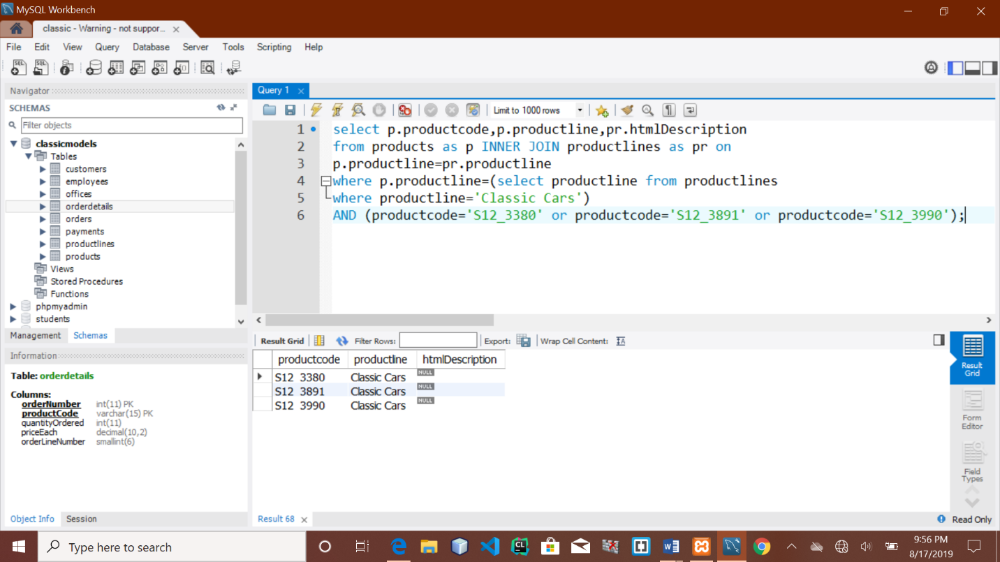 MySQL Workbench
classic - Warning - not suppor...
File Edit View Query Database Server Tools Scripting Help
Navigator
SCHEMAS
Filter objects
classicmodels
Tables
customers
employees
offices
orderdetails
orders
payments
productlines
products
Views
Stored Procedures
Functions
phpmyadmin
students
Management Schemas
Information
Table: orderdetails
Columns:
orderNumber int(11) PK
productCode varchar(15) PK
quantityOrdered int(11)
priceEach decimal(10,2)
orderLineNumber smallint(6)
Object Info Session
Query 1
Limit to 1000 rows
1 select p.productcode,p.productline,pr.htmlDescription
2 from products as p INNER JOIN productlines as pr on
3 p.productline=pr.productline
4 where p.productline=(select productline from productlines
5 where productline='Classic Cars')
6 AND (productcode='S12_3380' or productcode='S12_3891' or productcode='S12_3990');
Result Grid Filter Rows: Export: Wrap Cell Content:
productcode productline htmlDescription
S12_3380 Classic Cars NULL
S12_3891 Classic Cars NULL
S12_3990 Classic Cars NULL
Result Grid
Form Editor
Field Types
Result 68
Read Only
Type here to search
9:56 PM
8/17/2019